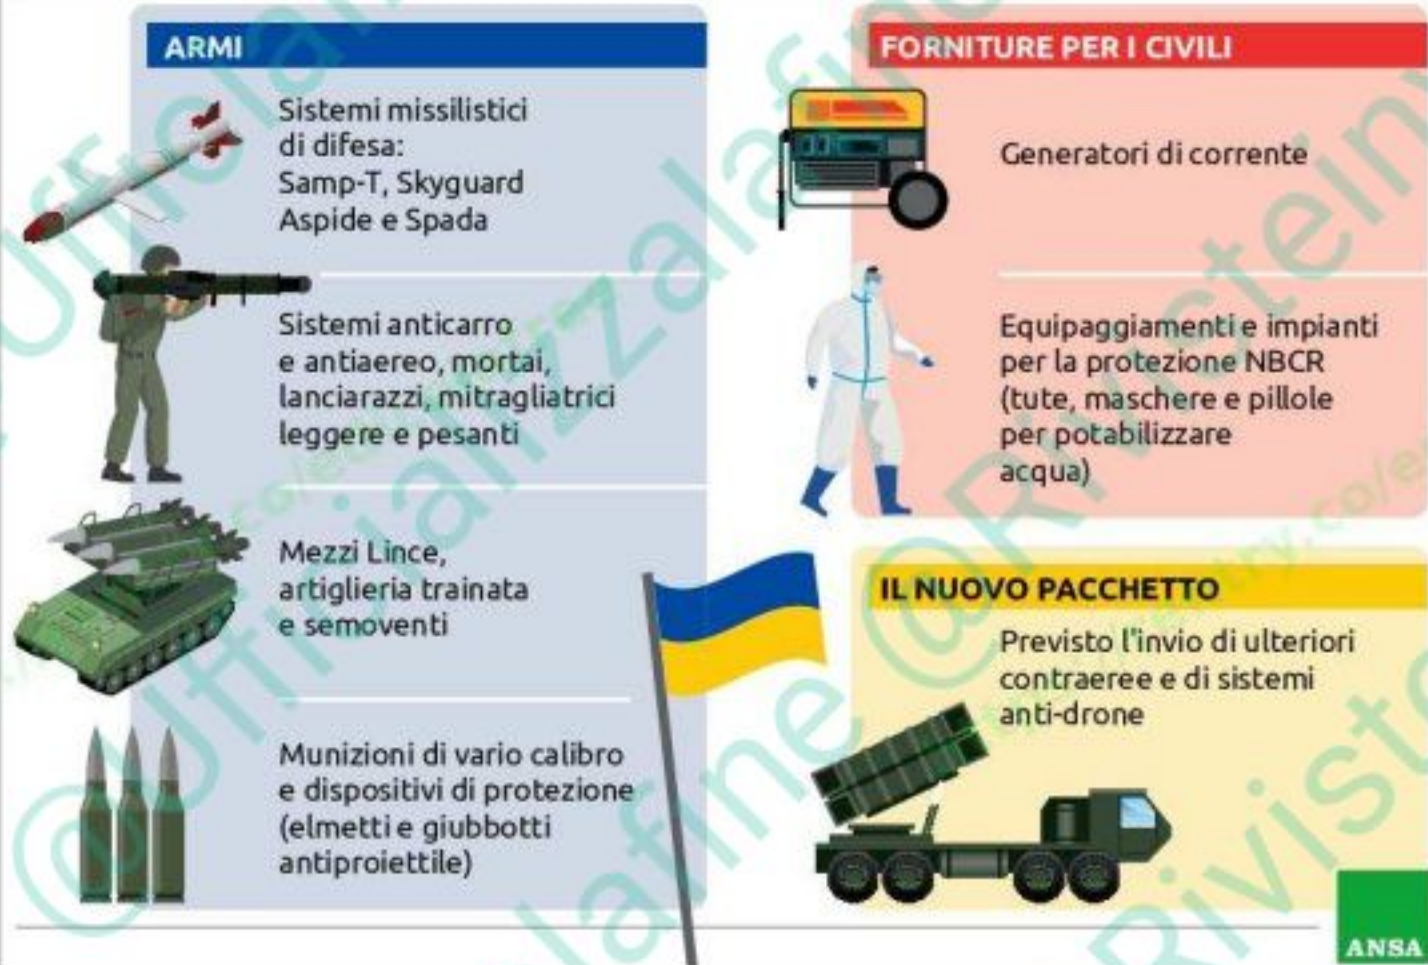 ARMI
Sistemi missilistici
di difesa:
Samp-T, Skyguard
Aspide e Spada
Sistemi anticarro
e antiaereo, mortai,
lanciarazzi, mitragliatrici
leggere e pesanti
Mezzi Lince,
artiglieria trainata
e semoventi
Munizioni di vario calibro
e dispositivi di protezione
(elmetti e giubbotti
antiproiettile)
FORNITURE PER I CIVILI
Generatori di corrente
Equipaggiamenti e impianti
per la protezione NBCR
(tute, maschere e pillole
per potabilizzare
acqua)
IL NUOVO PACCHETTO
Previsto l'invio di ulteriori
contraeree e di sistemi
anti-drone
ANSA